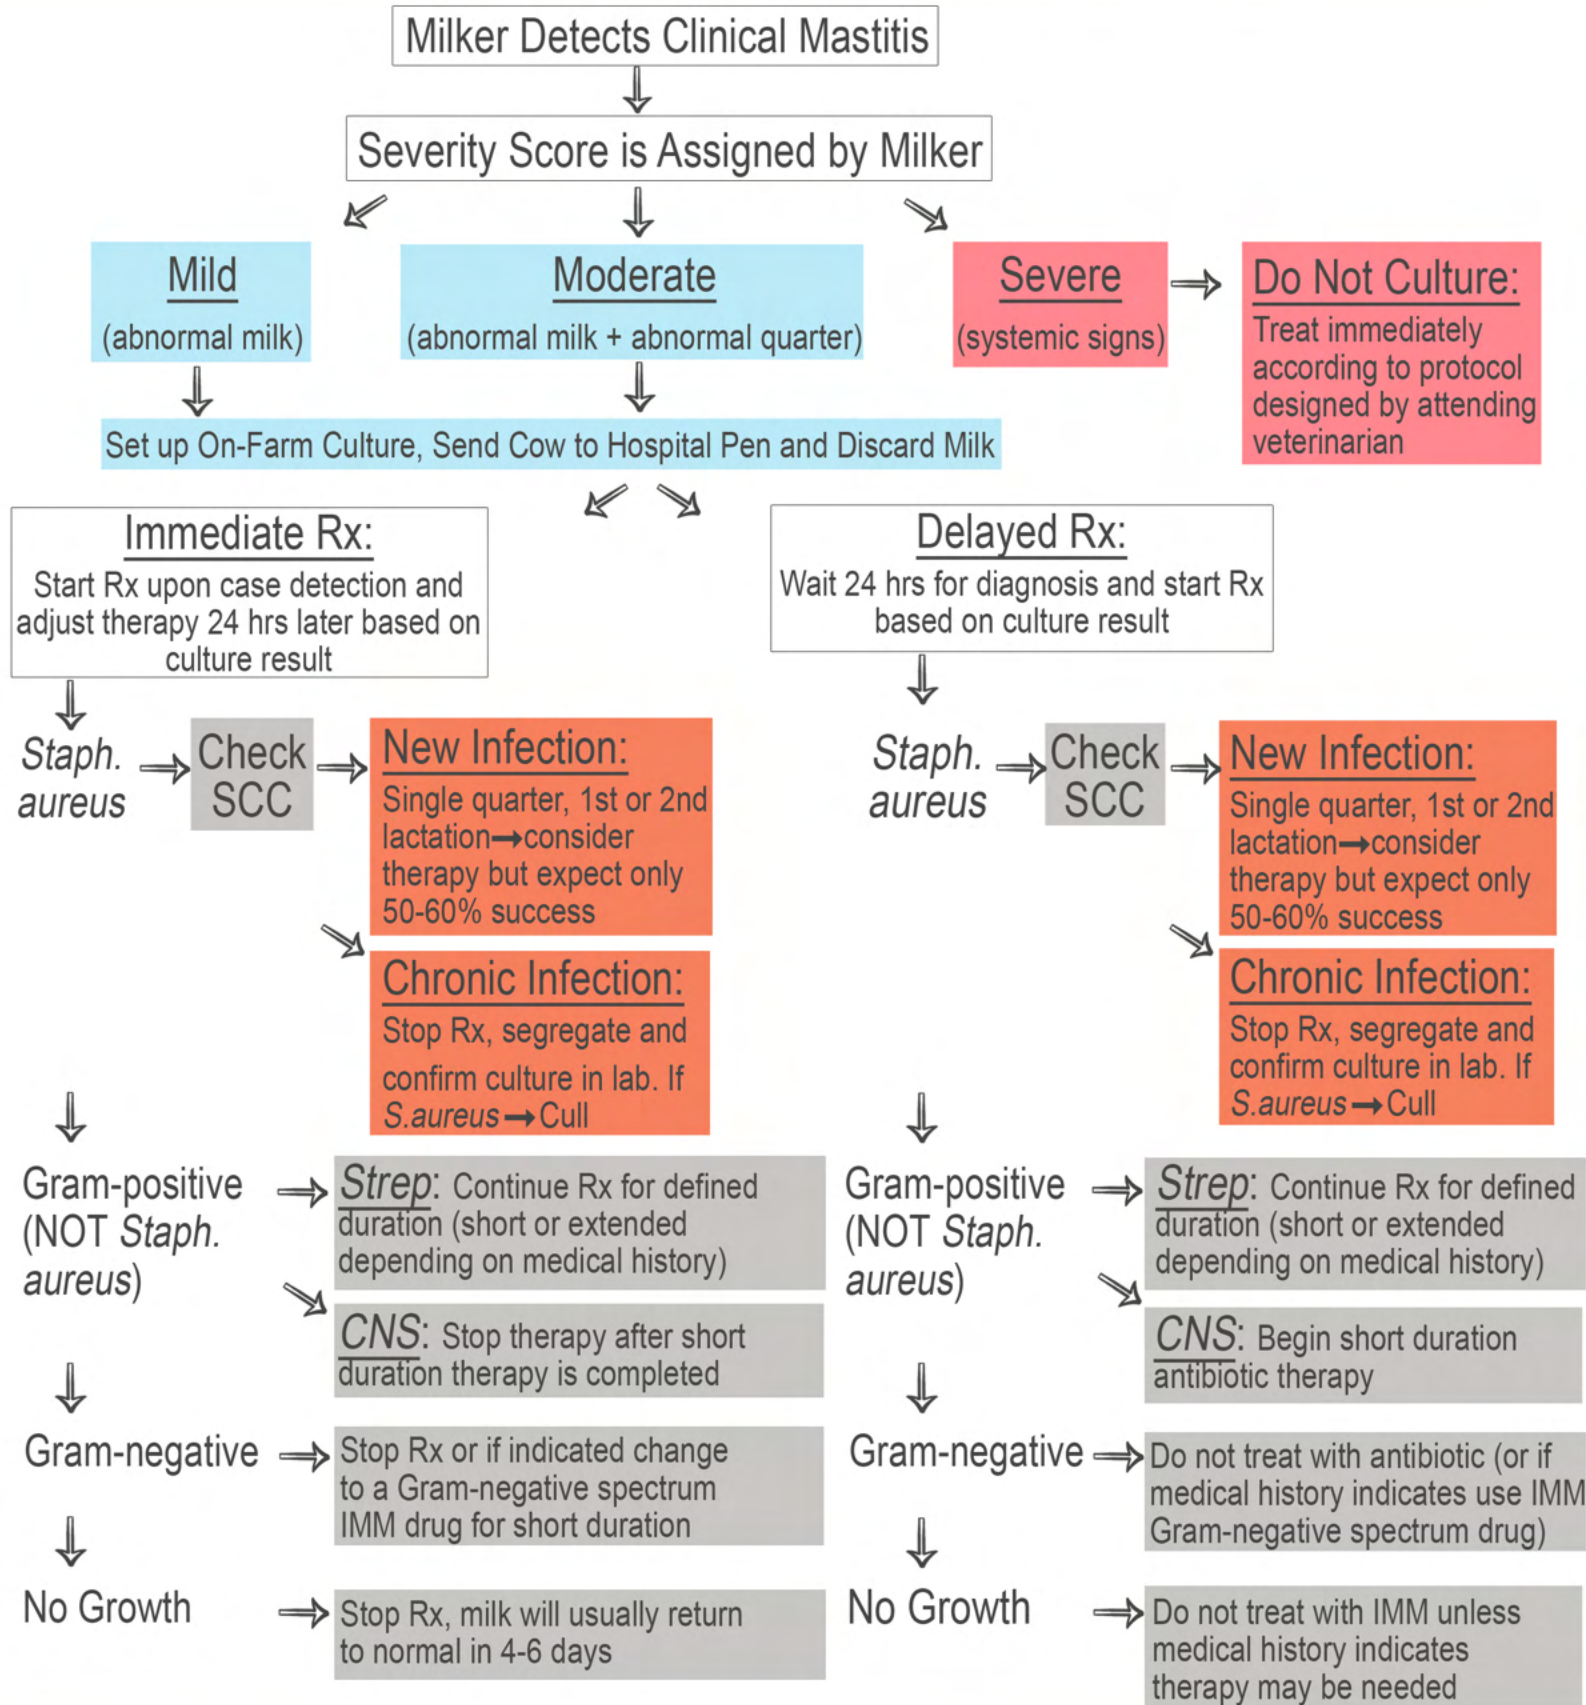 Milker Detects Clinical Mastitis
Severity Score is Assigned by Milker
Mild
(abnormal milk)
Moderate
(abnormal milk + abnormal quarter)
Severe
(systemic signs)
Do Not Culture:
Treat immediately
according to protocol
designed by attending
veterinarian
Set up On-Farm Culture, Send Cow to Hospital Pen and Discard Milk
Immediate Rx:
Start Rx upon case detection and
adjust therapy 24 hrs later based on
culture result
Staph.
aureus
Check
SCC
New Infection:
Single quarter, 1st or 2nd
lactation→consider
therapy but expect only
50-60% success
Chronic Infection:
Stop Rx, segregate and
confirm culture in lab. If
S.aureus→Cull
Gram-positive
(NOT Staph.
aureus)
Strep: Continue Rx for defined
duration (short or extended
depending on medical history)
CNS: Stop therapy after short
duration therapy is completed
Gram-negative
Stop Rx or if indicated change
to a Gram-negative spectrum
IMM drug for short duration
No Growth
Stop Rx, milk will usually return
to normal in 4-6 days
Delayed Rx:
Wait 24 hrs for diagnosis and start Rx
based on culture result
Staph.
aureus
Check
SCC
New Infection:
Single quarter, 1st or 2nd
lactation→consider
therapy but expect only
50-60% success
Chronic Infection:
Stop Rx, segregate and
confirm culture in lab. If
S.aureus→Cull
Gram-positive
(NOT Staph.
aureus)
Strep: Continue Rx for defined
duration (short or extended
depending on medical history)
CNS: Begin short duration
antibiotic therapy
Gram-negative
Do not treat with antibiotic (or if
medical history indicates use IMM
Gram-negative spectrum drug)
No Growth
Do not treat with IMM unless
medical history indicates
therapy may be needed